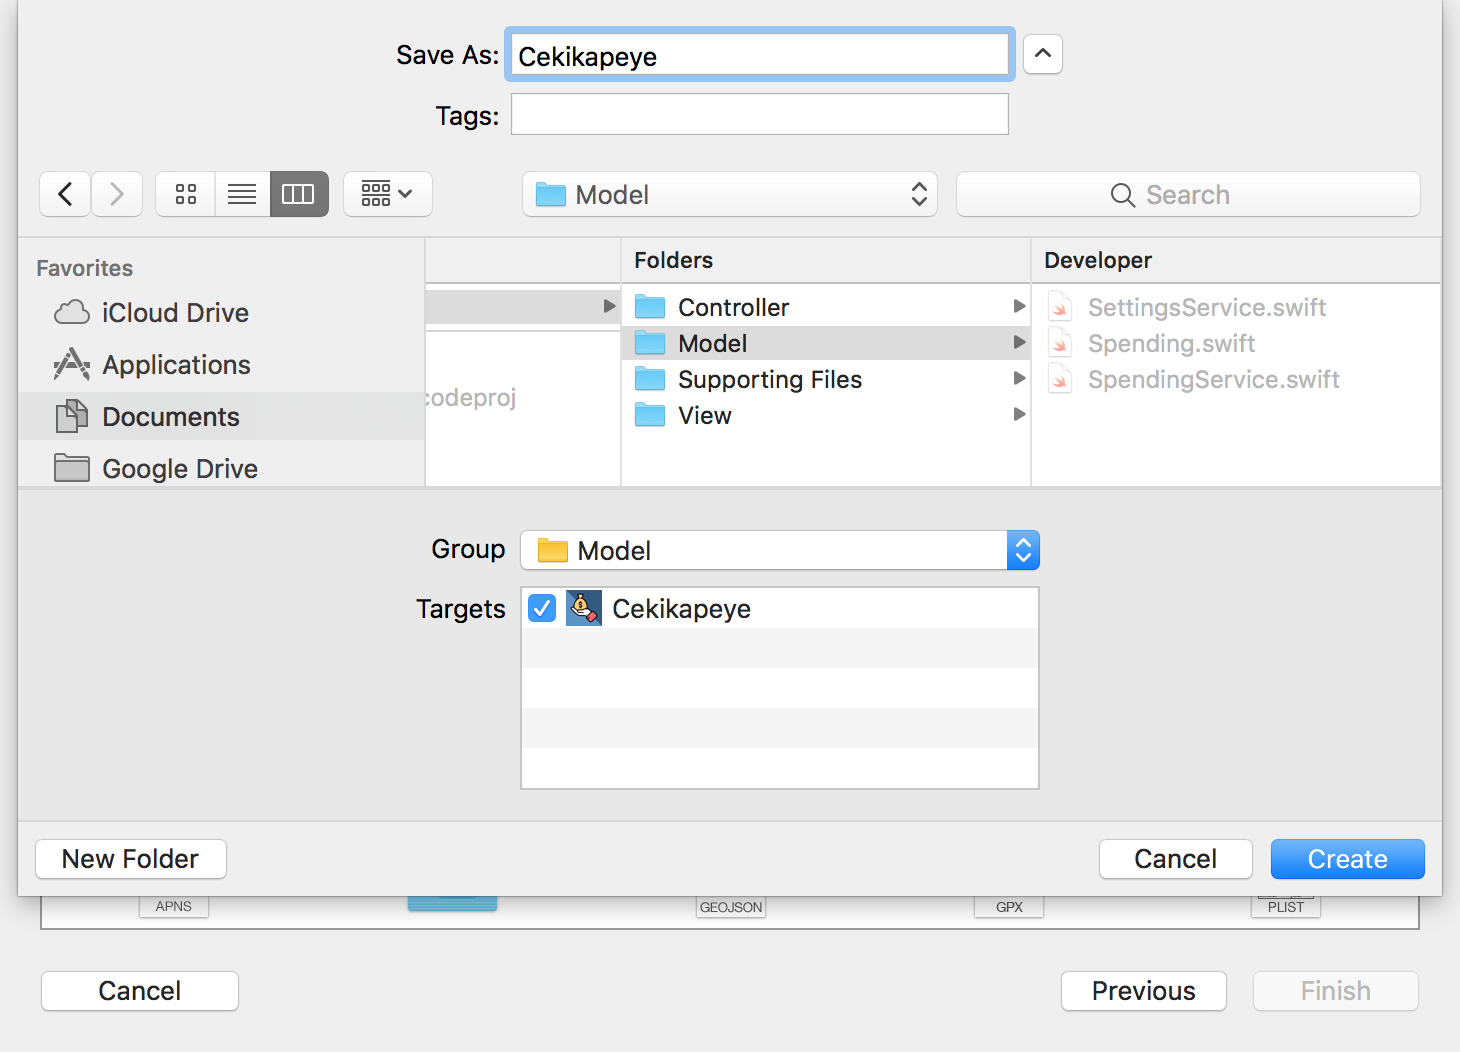 Save As: Cekikapeye
Tags:
Model
Search
Favorites
iCloud Drive
Applications
Documents
Google Drive
codeproj
Folders
Controller
Model
Supporting Files
View
Developer
SettingsService.swift
Spending.swift
SpendingService.swift
Group Model
Targets Cekikapeye
New Folder Cancel Create
APNS GEOJSON GPX PLIST
Cancel Previous Finish